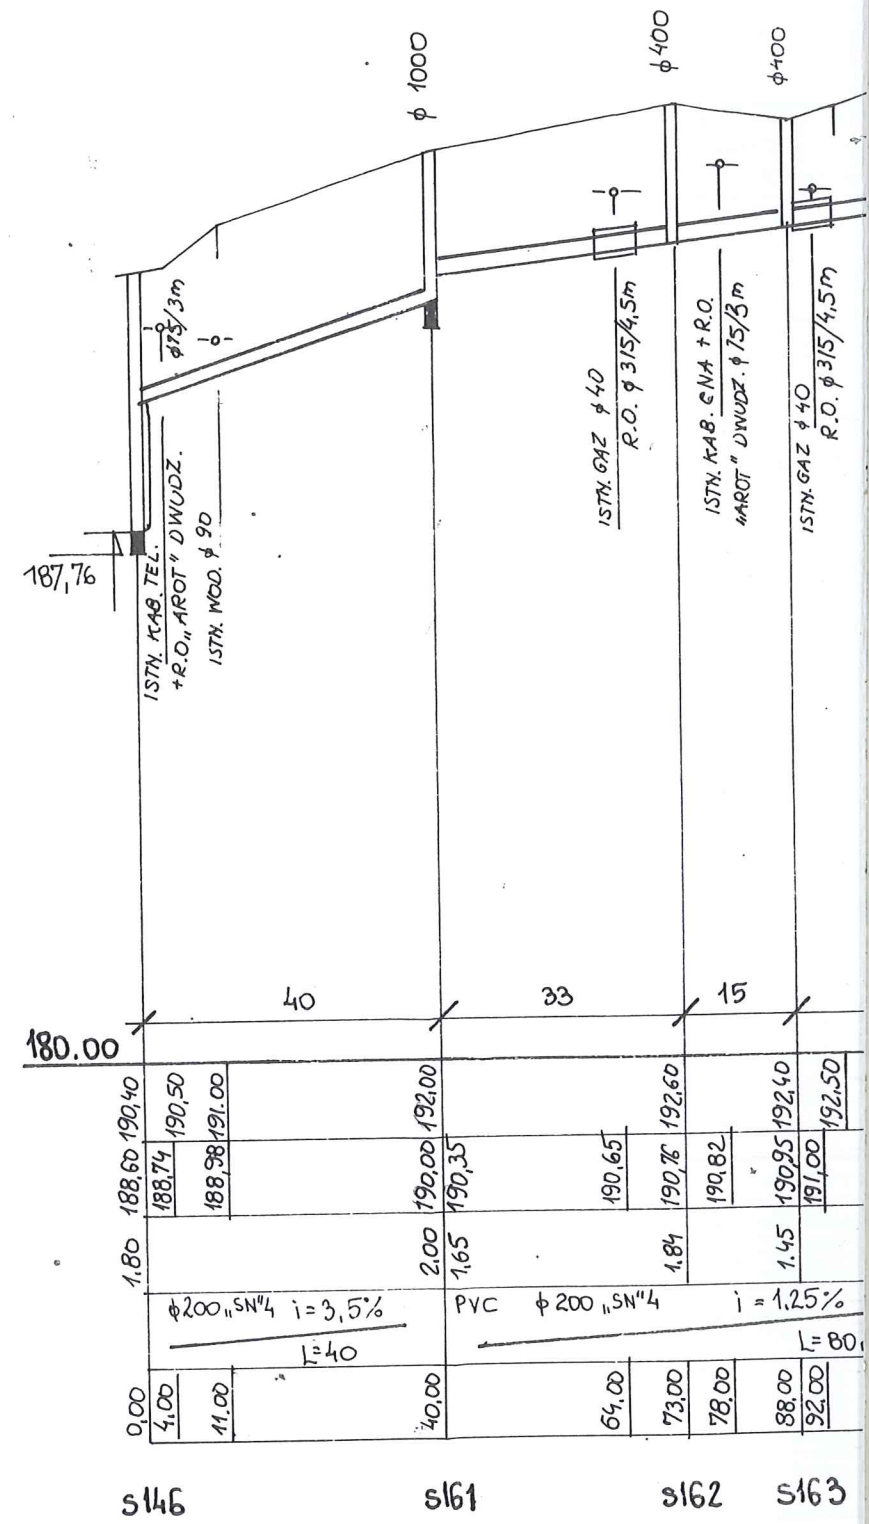 ϕ 1000
ϕ400
ϕ400
ϕ75/3m
ISTN. KAB. TEL.
+R.O. „AROT" DWUDZ.
ISTN. WOD. ϕ 90
ISTN. GAZ ϕ 40
R.O. ϕ 315/4,5m
ISTN. KAB. eNA + R.O.
„AROT" DWUDZ. ϕ 75/3m
ISTN. GAZ ϕ 40
R.O. ϕ 315/4,5m
187,76
40 33 15
180.00
190,40 190,50 191.00 192,00 192,60 192,40 192,50
188,60 188,74 188,98 190,00 190,35 190,65 190,76 190,82 190,95 191,00
1.80 2.00 1,65 1.84 1.45
ϕ200 „SN"4 i = 3,5% PVC ϕ 200 „SN"4 i = 1,25%
L=40 L=80,
0,00 4,00 11.00 40,00 64,00 73,00 78,00 88,00 92,00
S146 S161 S162 S163